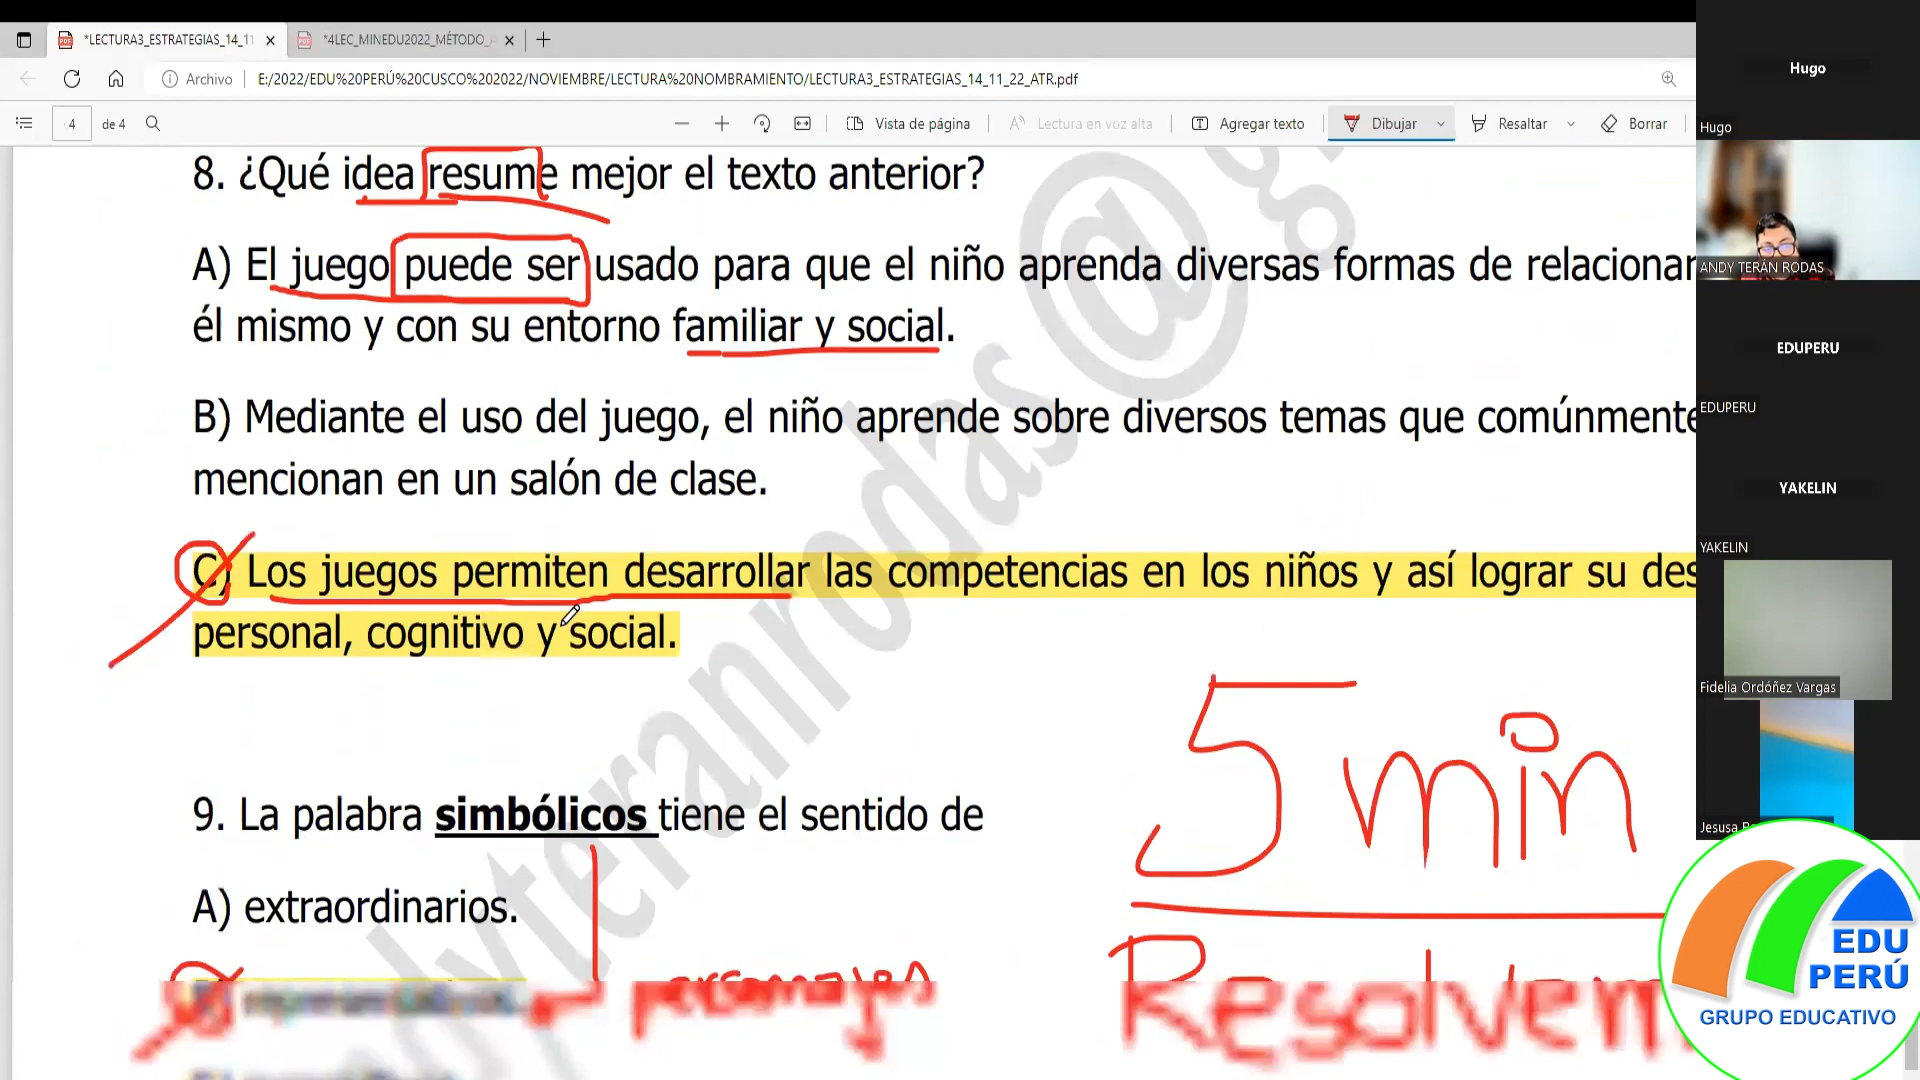 *LECTURA3_ESTRATEGIAS_14_11
*4LEC_MINEDU2022_MÉTODO_
Archivo
E:/2022/EDU%20PERÚ%20CUSCO%202022/NOVIEMBRE/LECTURA%20NOMBRAMIENTO/LECTURA3_ESTRATEGIAS_14_11_22_ATR.pdf
4 de 4
Vista de página
Lectura en voz alta
Agregar texto
Dibujar
Resaltar
Borrar
8. ¿Qué idea resume mejor el texto anterior?
A) El juego puede ser usado para que el niño aprenda diversas formas de relacionar
él mismo y con su entorno familiar y social.
B) Mediante el uso del juego, el niño aprende sobre diversos temas que comúnmente
mencionan en un salón de clase.
C) Los juegos permiten desarrollar las competencias en los niños y así lograr su des
personal, cognitivo y social.
5 min
9. La palabra simbólicos tiene el sentido de
A) extraordinarios.
personajes
Resolvem
andyteranrodas@g
Hugo
Hugo
ANDY TERÁN RODAS
EDUPERU
EDUPERU
YAKELIN
YAKELIN
Fidelia Ordóñez Vargas
Jesusa
EDU
PERÚ
GRUPO EDUCATIVO